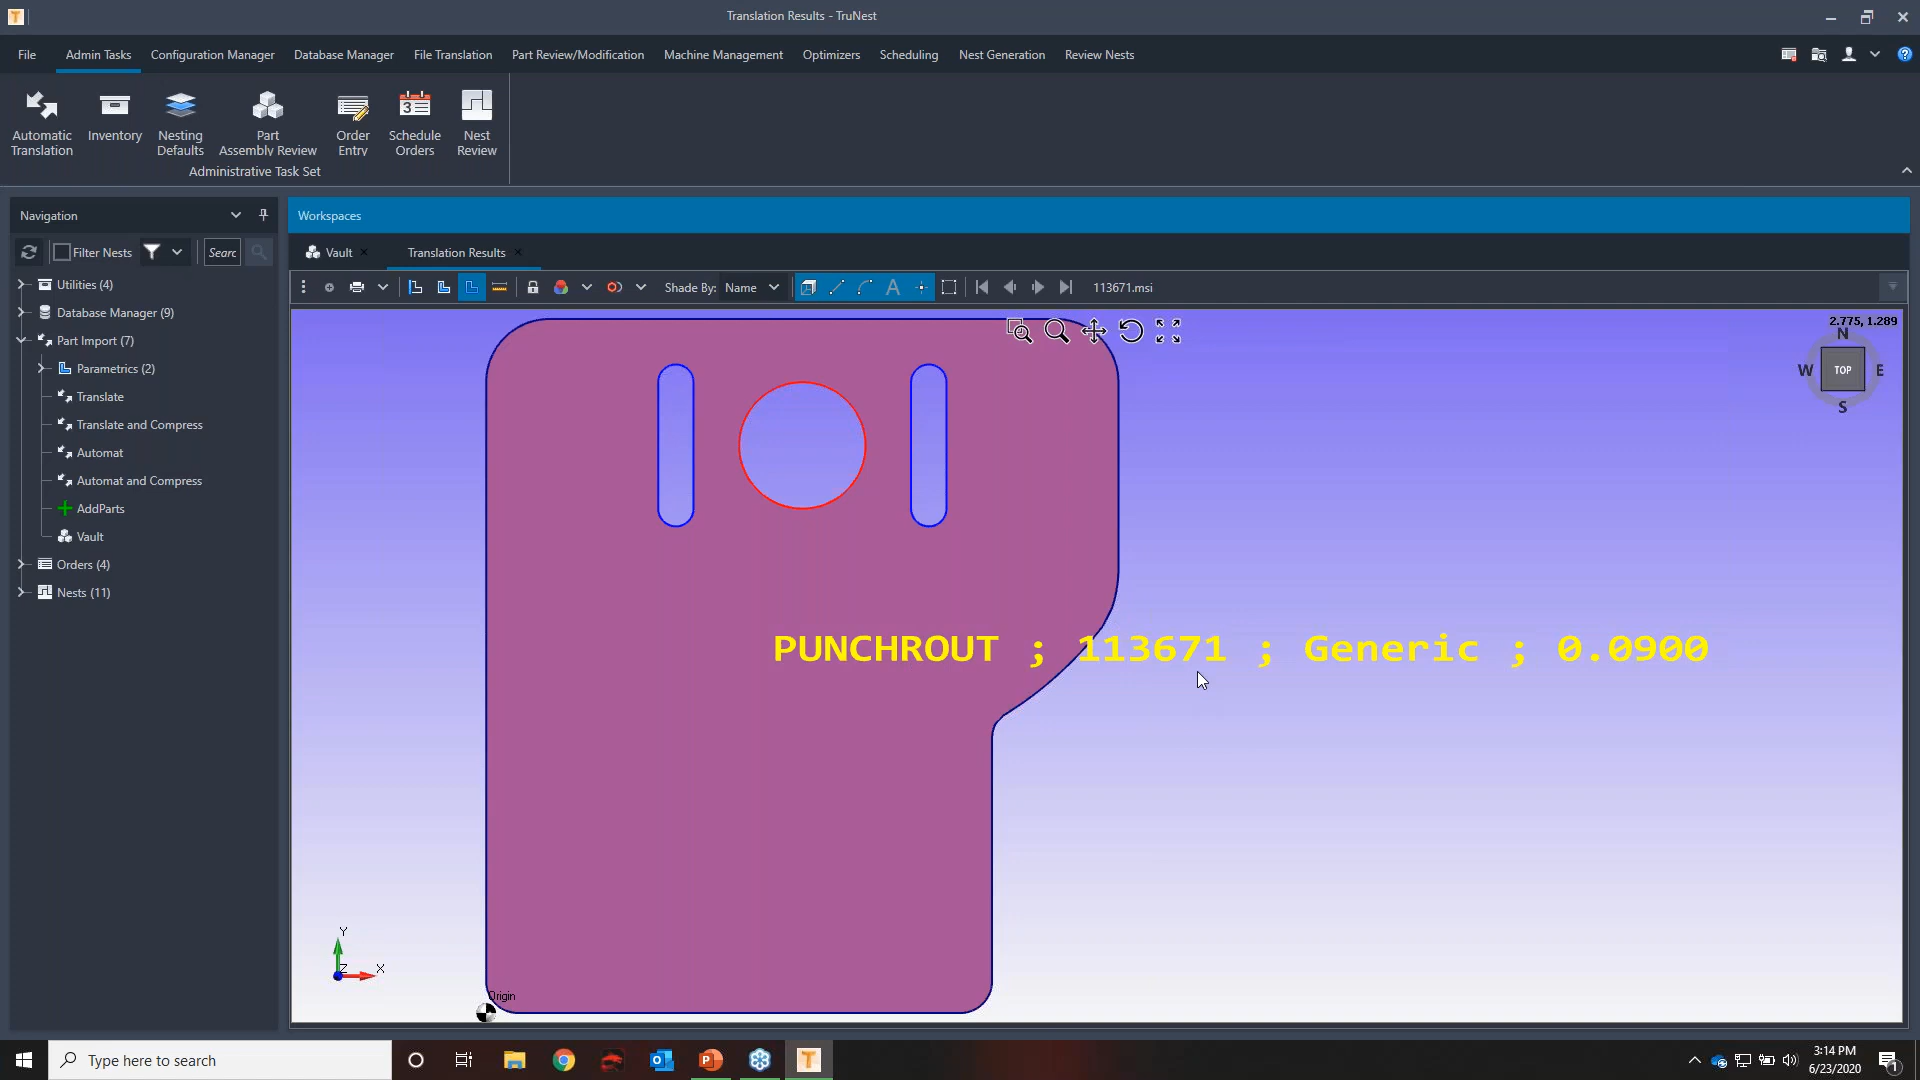 Translation Results - TruNest
File
Admin Tasks
Configuration Manager
Database Manager
File Translation
Part Review/Modification
Machine Management
Optimizers
Scheduling
Nest Generation
Review Nests
Automatic
Translation
Inventory
Nesting
Defaults
Part
Assembly Review
Order
Entry
3
Schedule
Orders
Nest
Review
Administrative Task Set
Navigation
Filter Nests
Searc
Utilities (4)
Database Manager (9)
Part Import (7)
Parametrics (2)
Translate
Translate and Compress
Automat
Automat and Compress
AddParts
Vault
Orders (4)
Nests (11)
Workspaces
Vault
Translation Results
Shade By:
Name
A
113671.msi
2.775, 1.289
N
W
TOP
E
S
PUNCHROUT ; 113671 ; Generic ; 0.0900
Y
Z
X
Origin
Type here to search
3:14 PM
6/23/2020
1